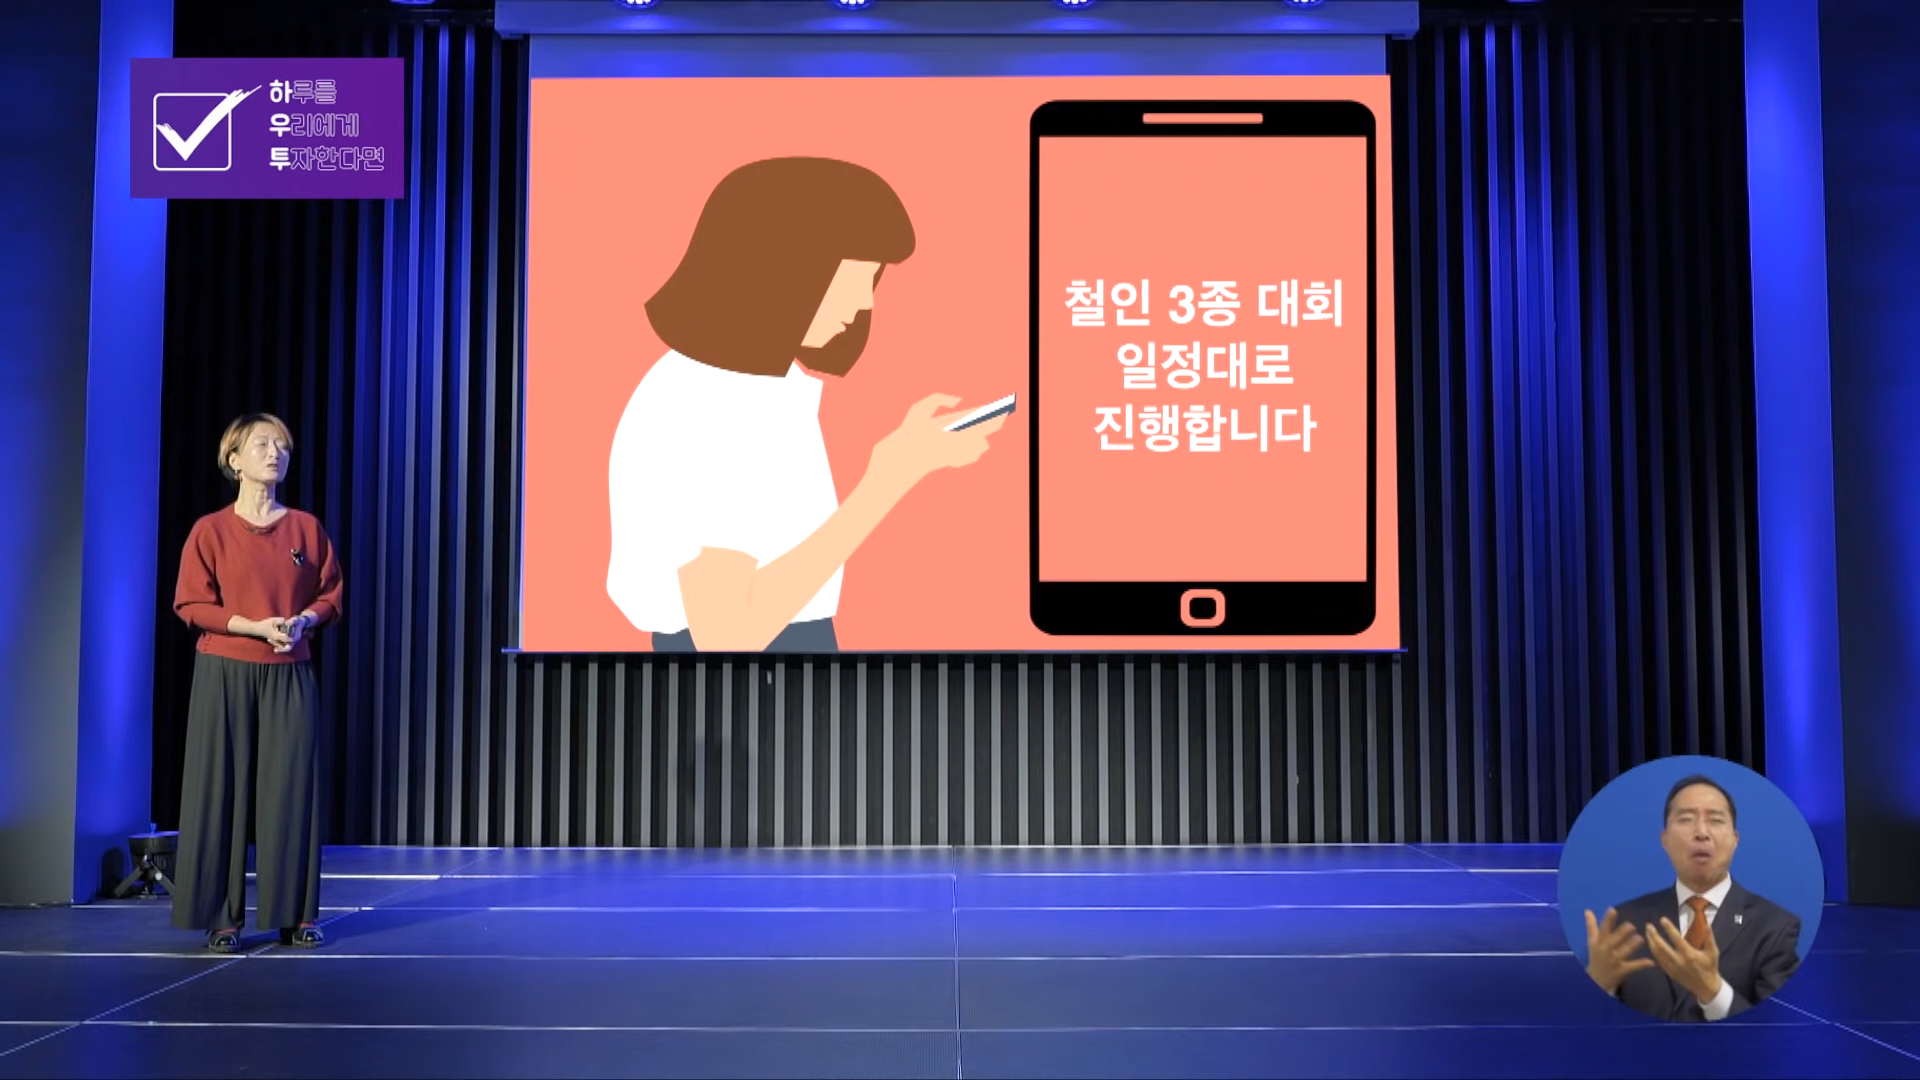 하루를
우리에게
투자한다면
철인 3종 대회
일정대로
진행합니다